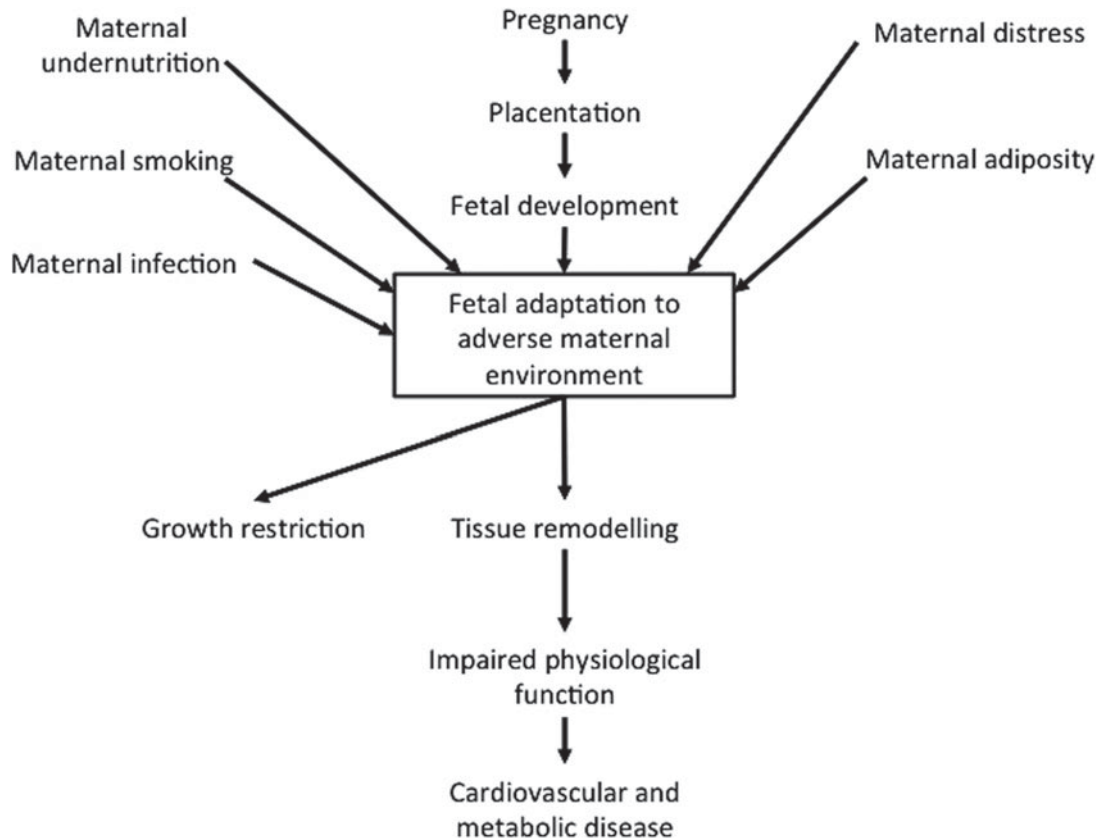 Maternal
undernutrition
Pregnancy
Maternal distress
Placentation
Maternal smoking
Maternal adiposity
Fetal development
Maternal infection
Fetal adaptation to
adverse maternal
environment
Growth restriction
Tissue remodelling
Impaired physiological
function
Cardiovascular and
metabolic disease